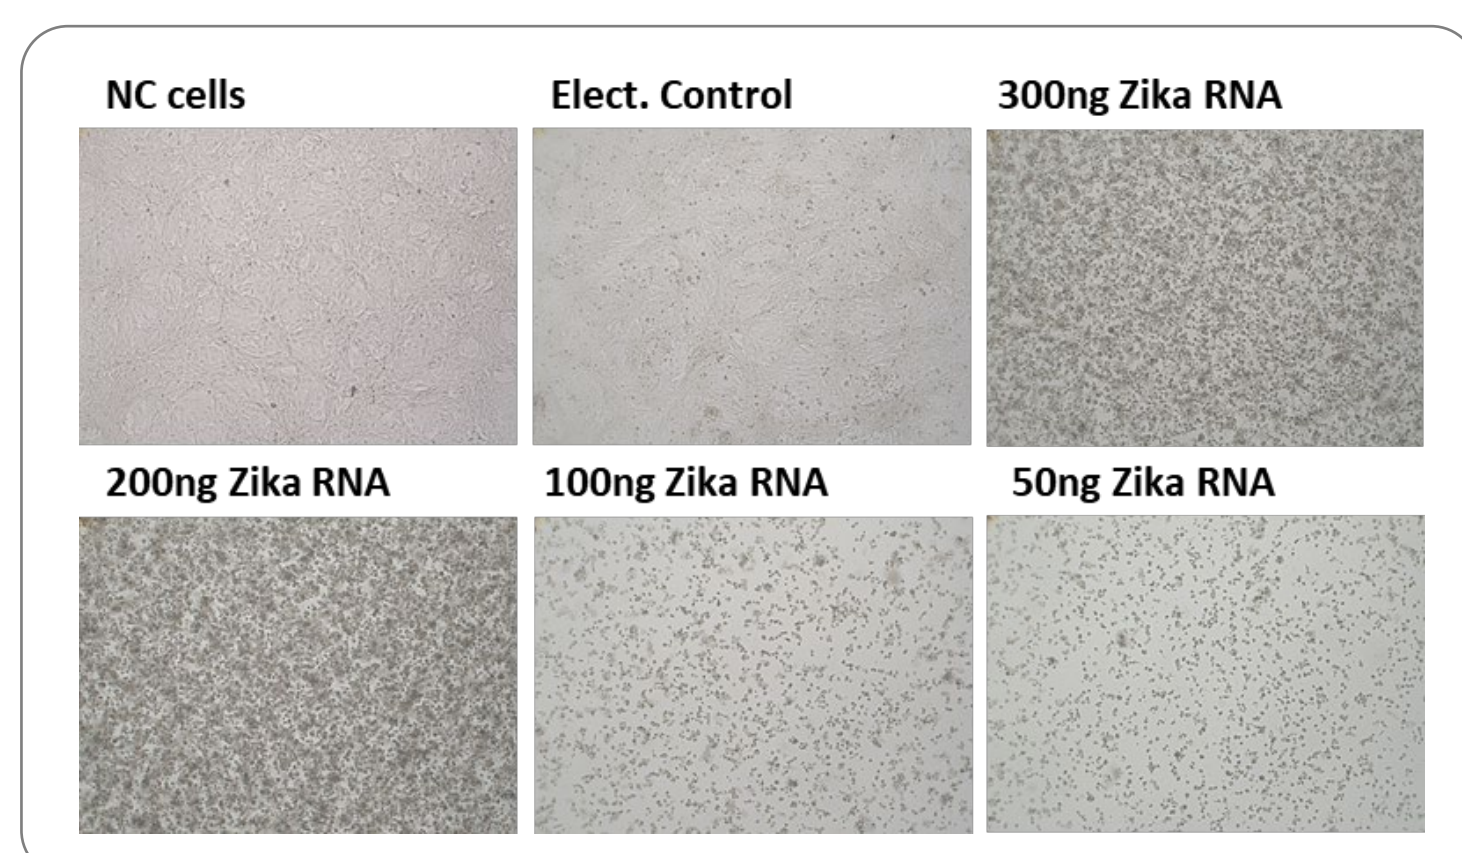 NC cells
Elect. Control
300ng Zika RNA
200ng Zika RNA
100ng Zika RNA
50ng Zika RNA